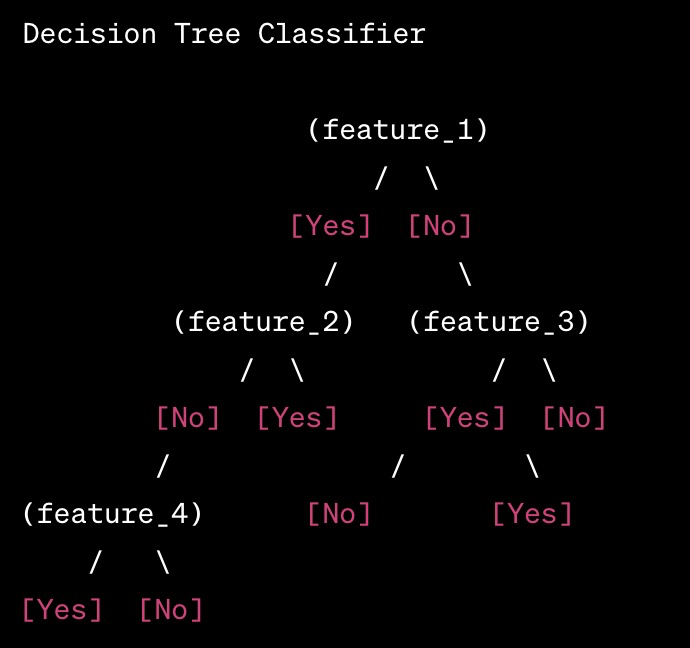 Decision Tree Classifier
(feature_1)
/ \
[Yes] [No]
/ \
(feature_2) (feature_3)
/ \ / \
[No] [Yes] [Yes] [No]
/ / \
(feature_4) [No] [Yes]
/ \
[Yes] [No]